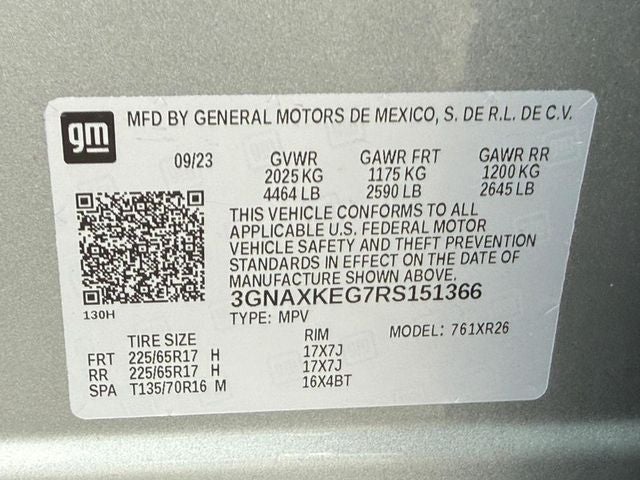 gm
MFD BY GENERAL MOTORS DE MEXICO, S. DE R.L. DE C.V.
09/23 GVWR GAWR FRT GAWR RR
2025 KG 1175 KG 1200 KG
4464 LB 2590 LB 2645 LB
THIS VEHICLE CONFORMS TO ALL
APPLICABLE U.S. FEDERAL MOTOR
VEHICLE SAFETY AND THEFT PREVENTION
STANDARDS IN EFFECT ON THE DATE OF
MANUFACTURE SHOWN ABOVE.
3GNAXKEG7RS151366
130H
TYPE: MPV
TIRE SIZE RIM MODEL: 761XR26
FRT 225/65R17 H 17X7J
RR 225/65R17 H 17X7J
SPA T135/70R16 M 16X4BT